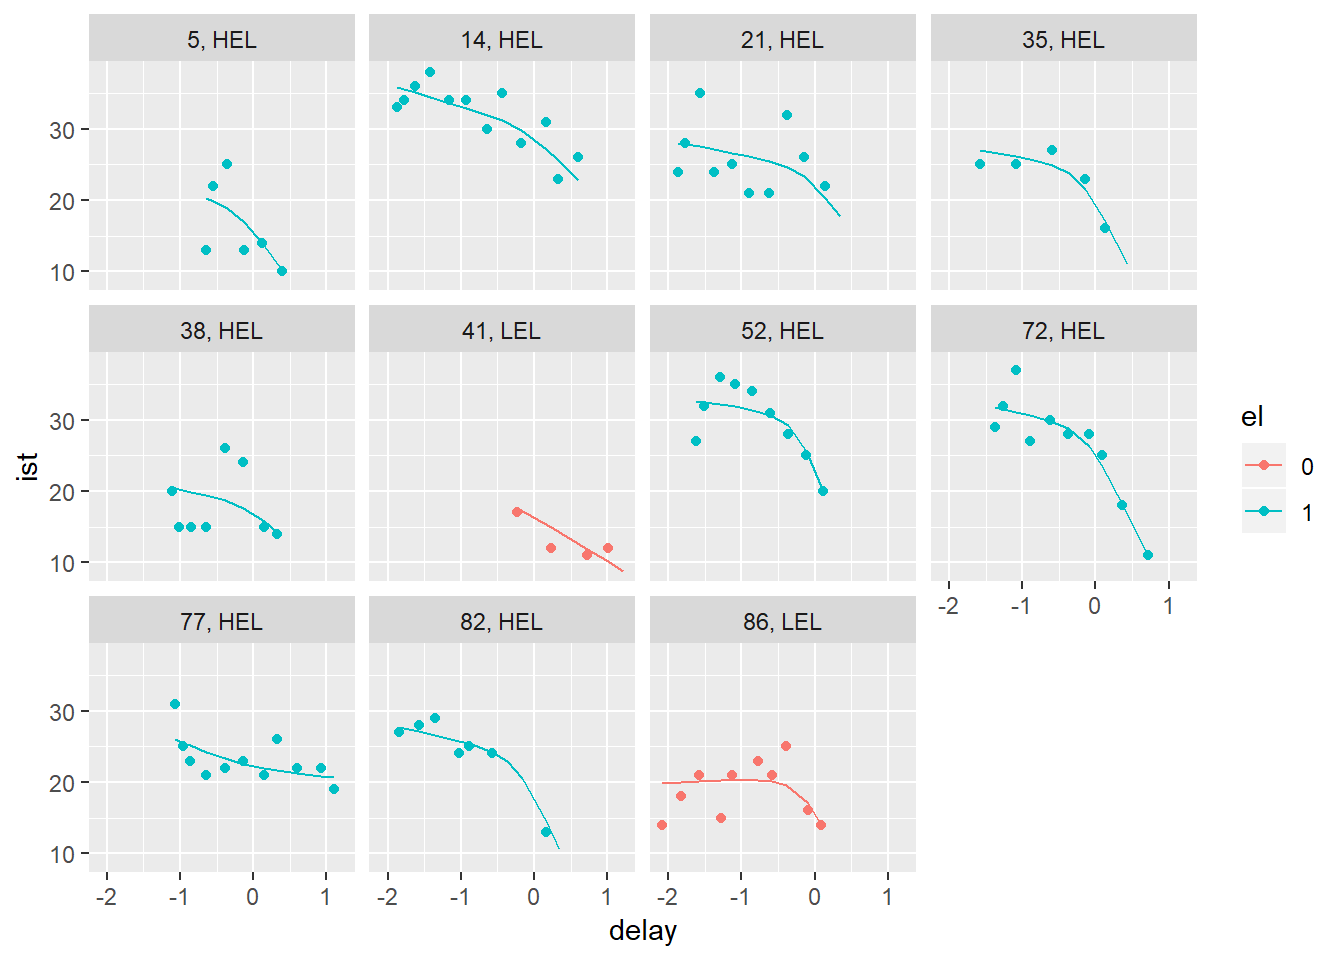 5, HEL
14, HEL
21, HEL
35, HEL
30
20
10
38, HEL
41, LEL
52, HEL
72, HEL
30
20
10
-2 -1 0 1
77, HEL
82, HEL
86, LEL
30
20
10
-2 -1 0 1
-2 -1 0 1
-2 -1 0 1
delay
ist
el
0
1